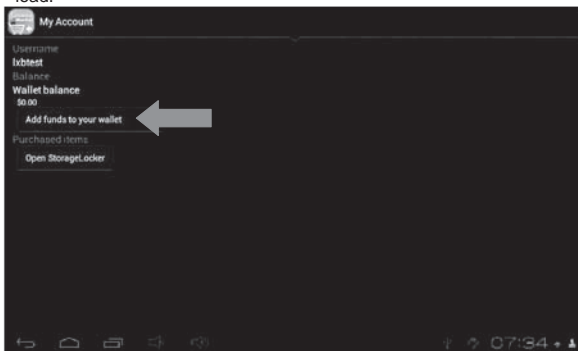 load.
My Account
Username
lxbtest
Balance
Wallet balance
$0.00
Add funds to your wallet
Purchased items
Open StorageLocker
07:34